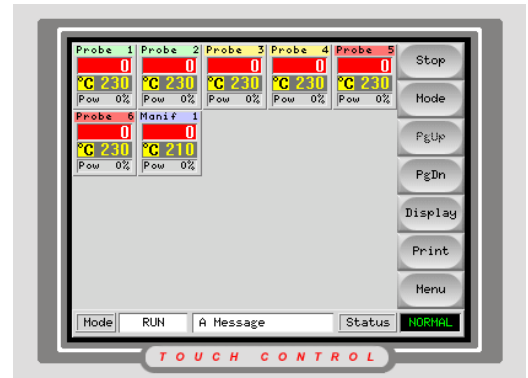 Probe 1 Probe 2 Probe 3 Probe 4 Probe 5
0 0 0 0 0
°C 230 °C 230 °C 230 °C 230 °C 230
Pow 0% Pow 0% Pow 0% Pow 0% Pow 0%
Probe 6 Manif 1
0 0
°C 230 °C 210
Pow 0% Pow 0%
Stop
Mode
PgUp
PgDn
Display
Print
Menu
Mode RUN A Message Status NORMAL
TOUCH CONTROL